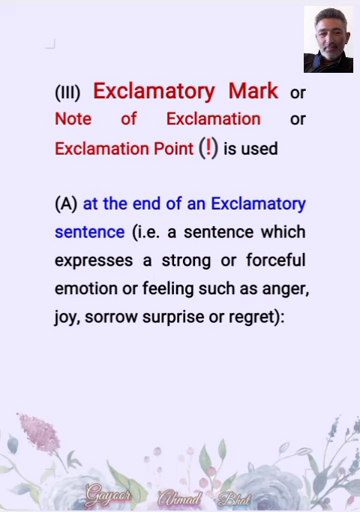 (III) Exclamatory Mark or
Note of Exclamation or
Exclamation Point (!) is used
(A) at the end of an Exclamatory
sentence (i.e. a sentence which
expresses a strong or forceful
emotion or feeling such as anger,
joy, sorrow surprise or regret):
Gayoor Ahmad Bhat